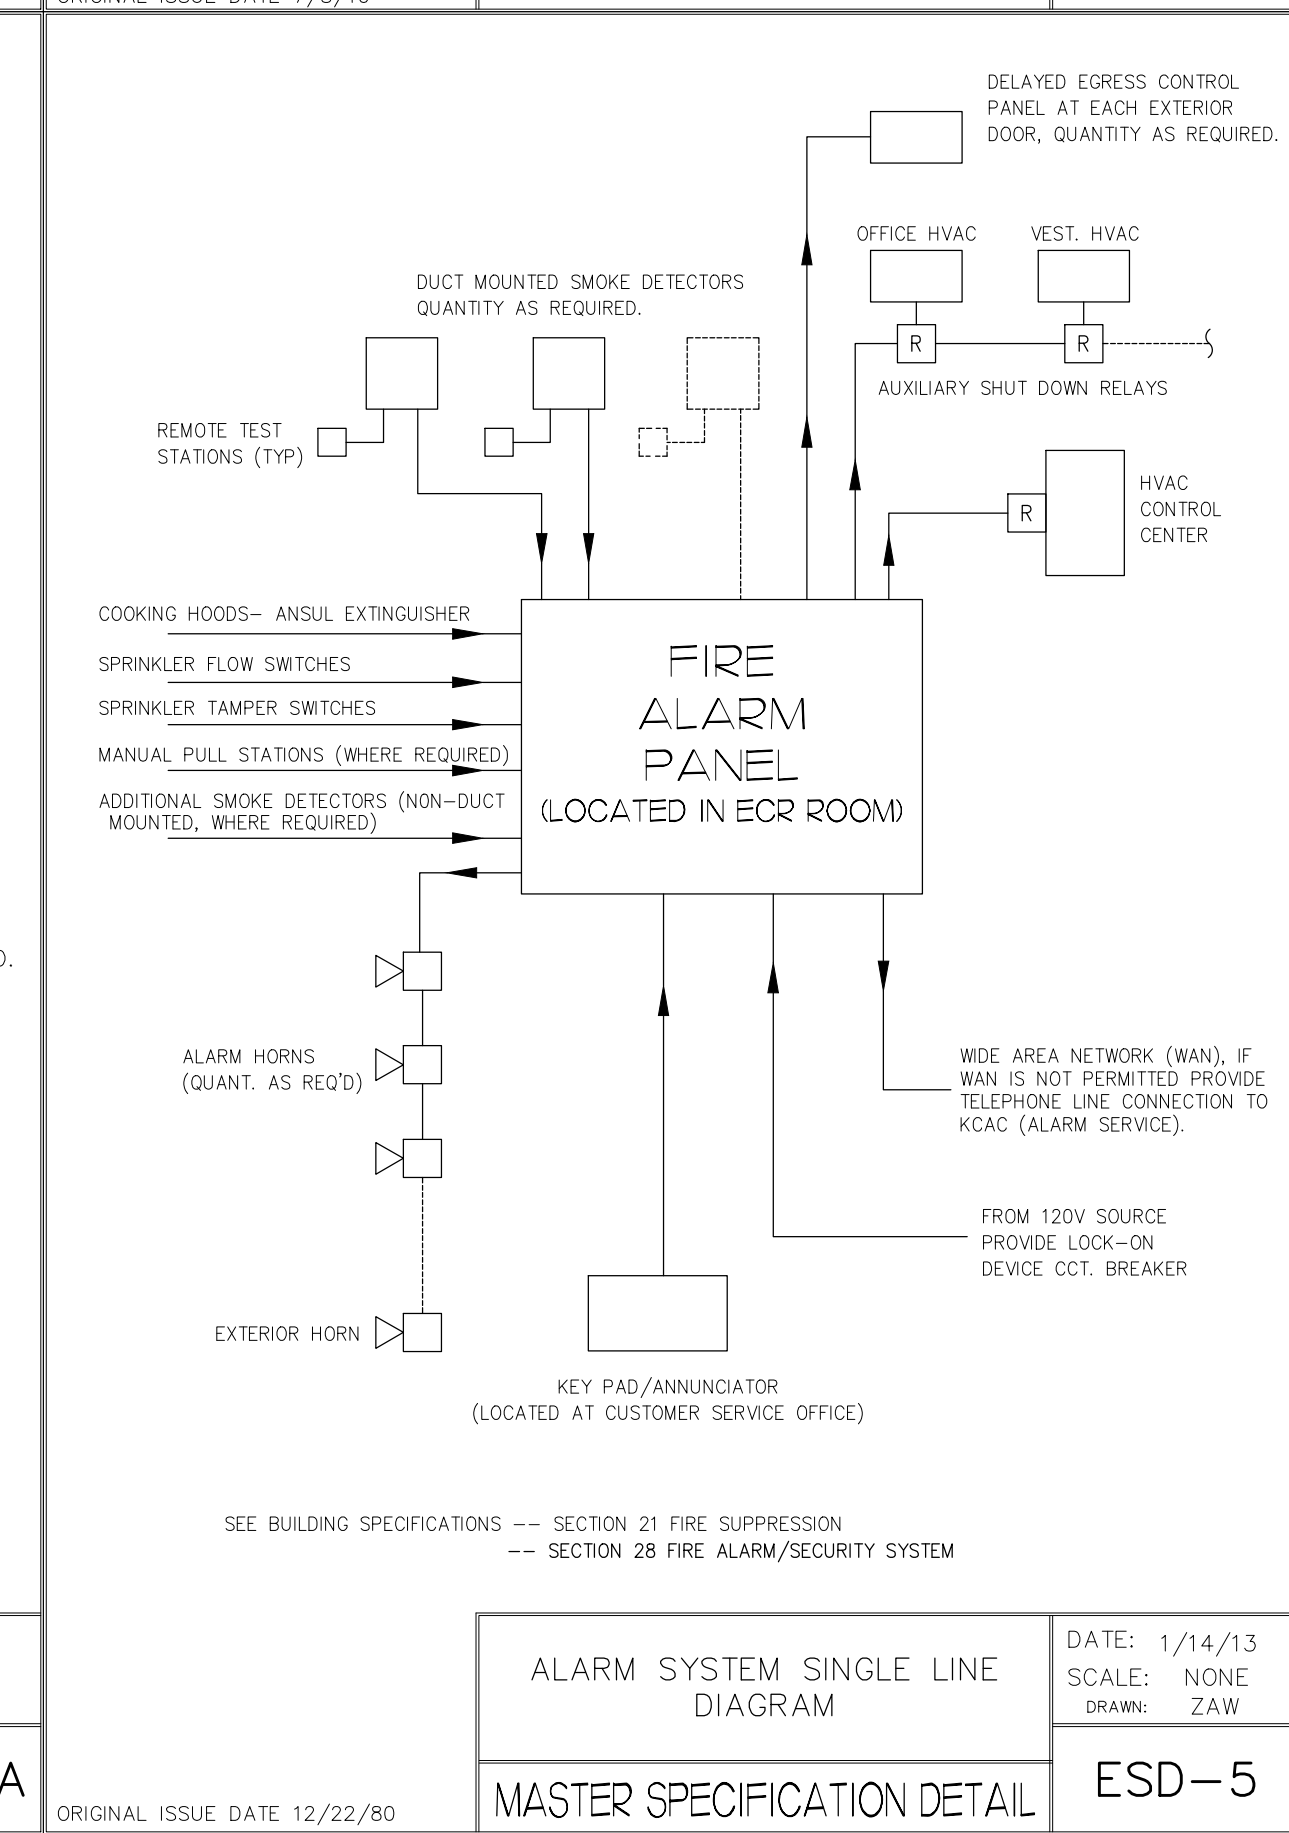 DELAYED EGRESS CONTROL
PANEL AT EACH EXTERIOR
DOOR, QUANTITY AS REQUIRED.
OFFICE HVAC
VEST. HVAC
DUCT MOUNTED SMOKE DETECTORS
QUANTITY AS REQUIRED.
R
R
AUXILIARY SHUT DOWN RELAYS
REMOTE TEST
STATIONS (TYP)
R
HVAC
CONTROL
CENTER
COOKING HOODS- ANSUL EXTINGUISHER
SPRINKLER FLOW SWITCHES
SPRINKLER TAMPER SWITCHES
MANUAL PULL STATIONS (WHERE REQUIRED)
ADDITIONAL SMOKE DETECTORS (NON-DUCT
MOUNTED, WHERE REQUIRED)
FIRE
ALARM
PANEL
(LOCATED IN ECR ROOM)
ALARM HORNS
(QUANT. AS REQ'D)
EXTERIOR HORN
WIDE AREA NETWORK (WAN), IF
WAN IS NOT PERMITTED PROVIDE
TELEPHONE LINE CONNECTION TO
KCAC (ALARM SERVICE).
FROM 120V SOURCE
PROVIDE LOCK-ON
DEVICE CCT. BREAKER
KEY PAD/ANNUNCIATOR
(LOCATED AT CUSTOMER SERVICE OFFICE)
SEE BUILDING SPECIFICATIONS -- SECTION 21 FIRE SUPPRESSION
-- SECTION 28 FIRE ALARM/SECURITY SYSTEM
ALARM SYSTEM SINGLE LINE
DIAGRAM
DATE: 1/14/13
SCALE: NONE
DRAWN: ZAW
MASTER SPECIFICATION DETAIL
ESD-5
A
ORIGINAL ISSUE DATE 12/22/80